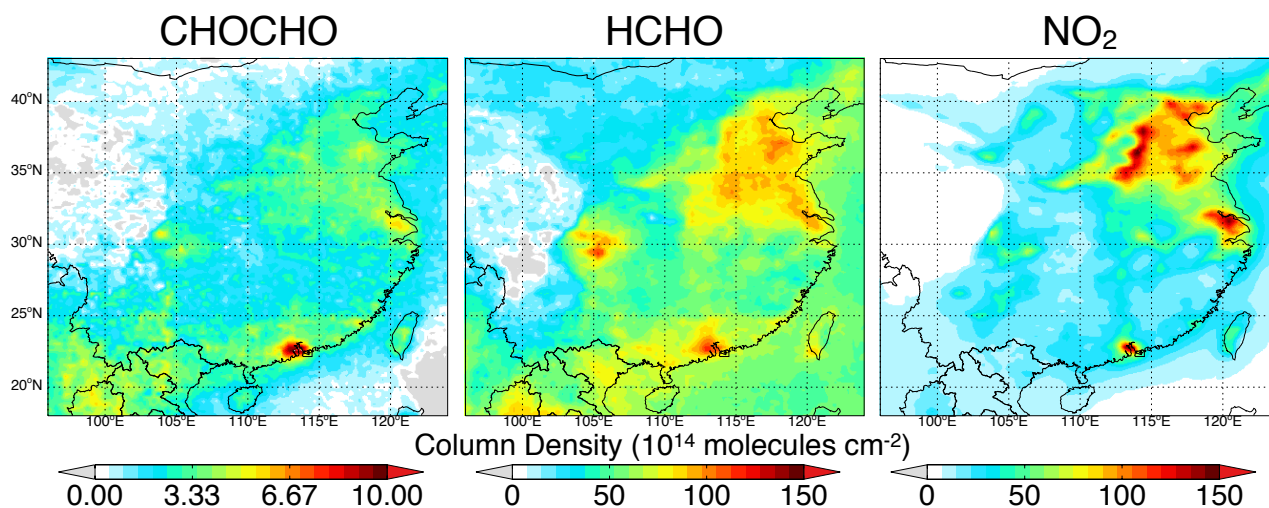 CHOCHO HCHO NO₂
40°N
35°N
30°N
25°N
20°N
100°E 105°E 110°E 115°E 120°E 100°E 105°E 110°E 115°E 120°E 100°E 105°E 110°E 115°E 120°E
Column Density (10¹⁴ molecules cm⁻²)
0.00 3.33 6.67 10.00 0 50 100 150 0 50 100 150